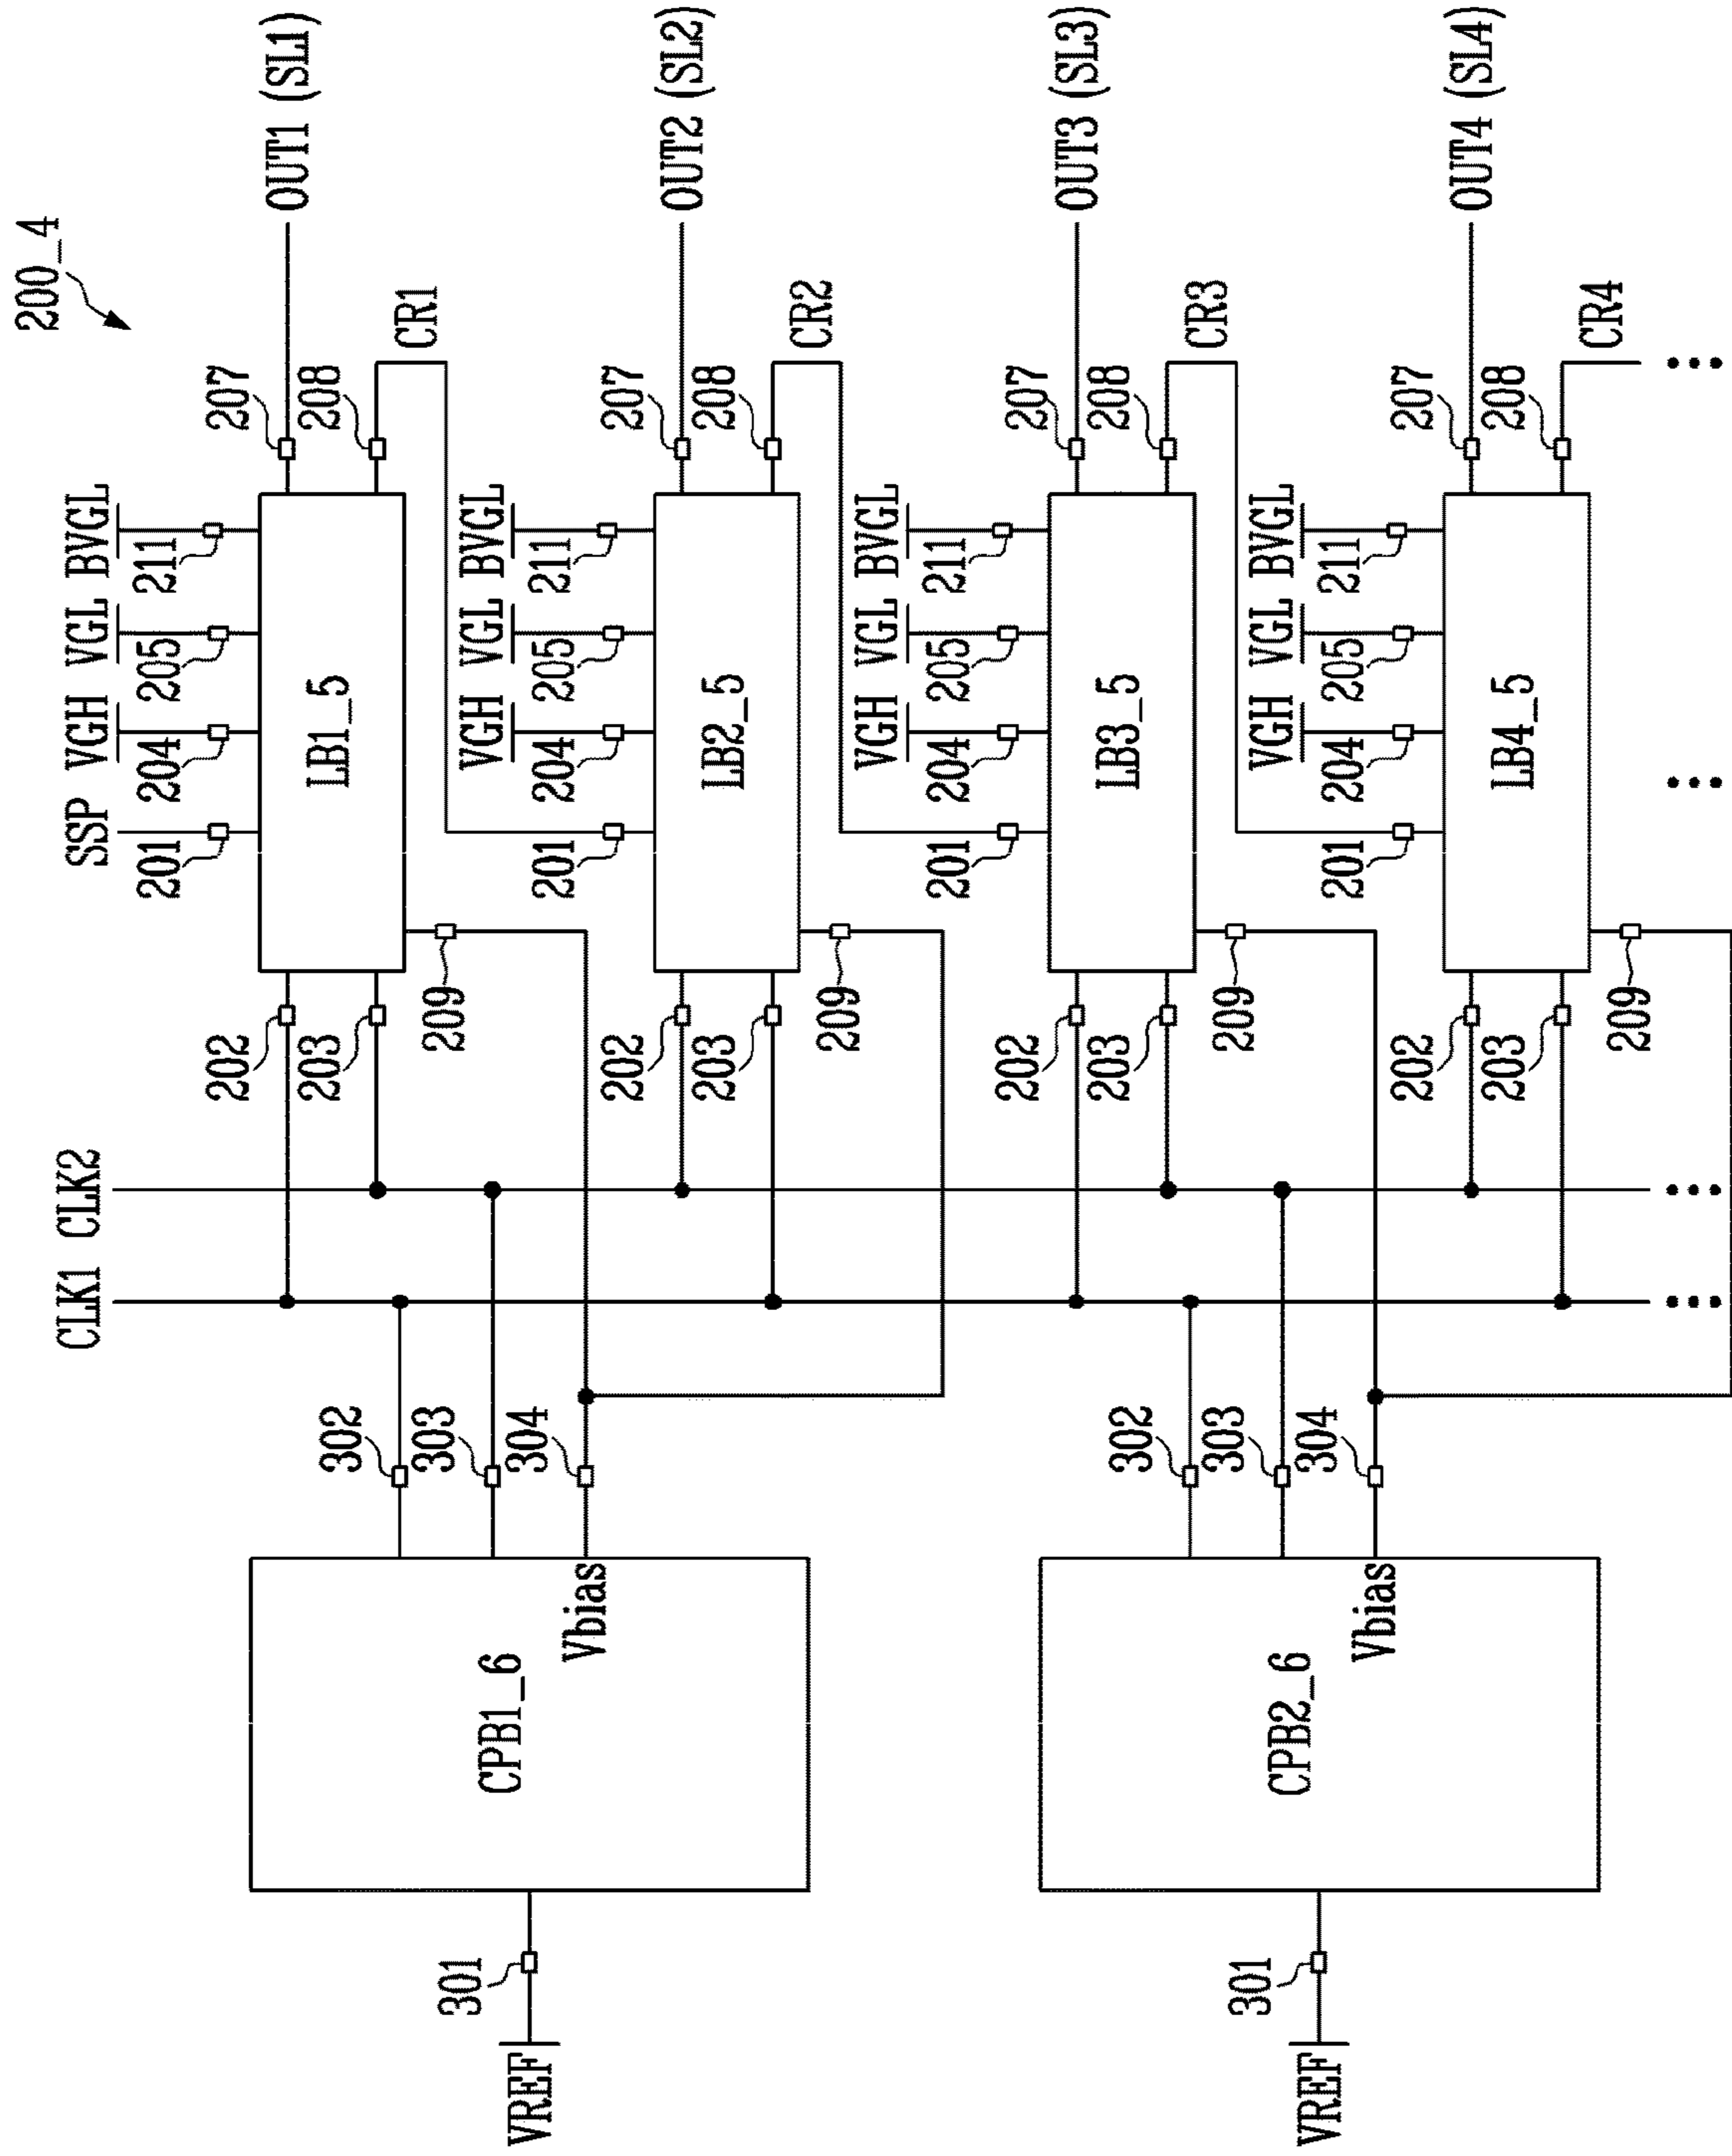 200_4
SSP VGH VGL BVGL
201 204 205 211
CLK1 CLK2
202
203
LB1_5
207
208
OUT1 (SL1)
CR1
209
302
303
304
VREF
301
CPB1_6
Vbias
VGH VGL BVGL
201 204 205 211
202
203
LB2_5
207
208
OUT2 (SL2)
CR2
209
VGH VGL BVGL
201 204 205 211
202
203
LB3_5
207
208
OUT3 (SL3)
CR3
209
302
303
304
VREF
301
CPB2_6
Vbias
VGH VGL BVGL
201 204 205 211
202
203
LB4_5
207
208
OUT4 (SL4)
CR4
209